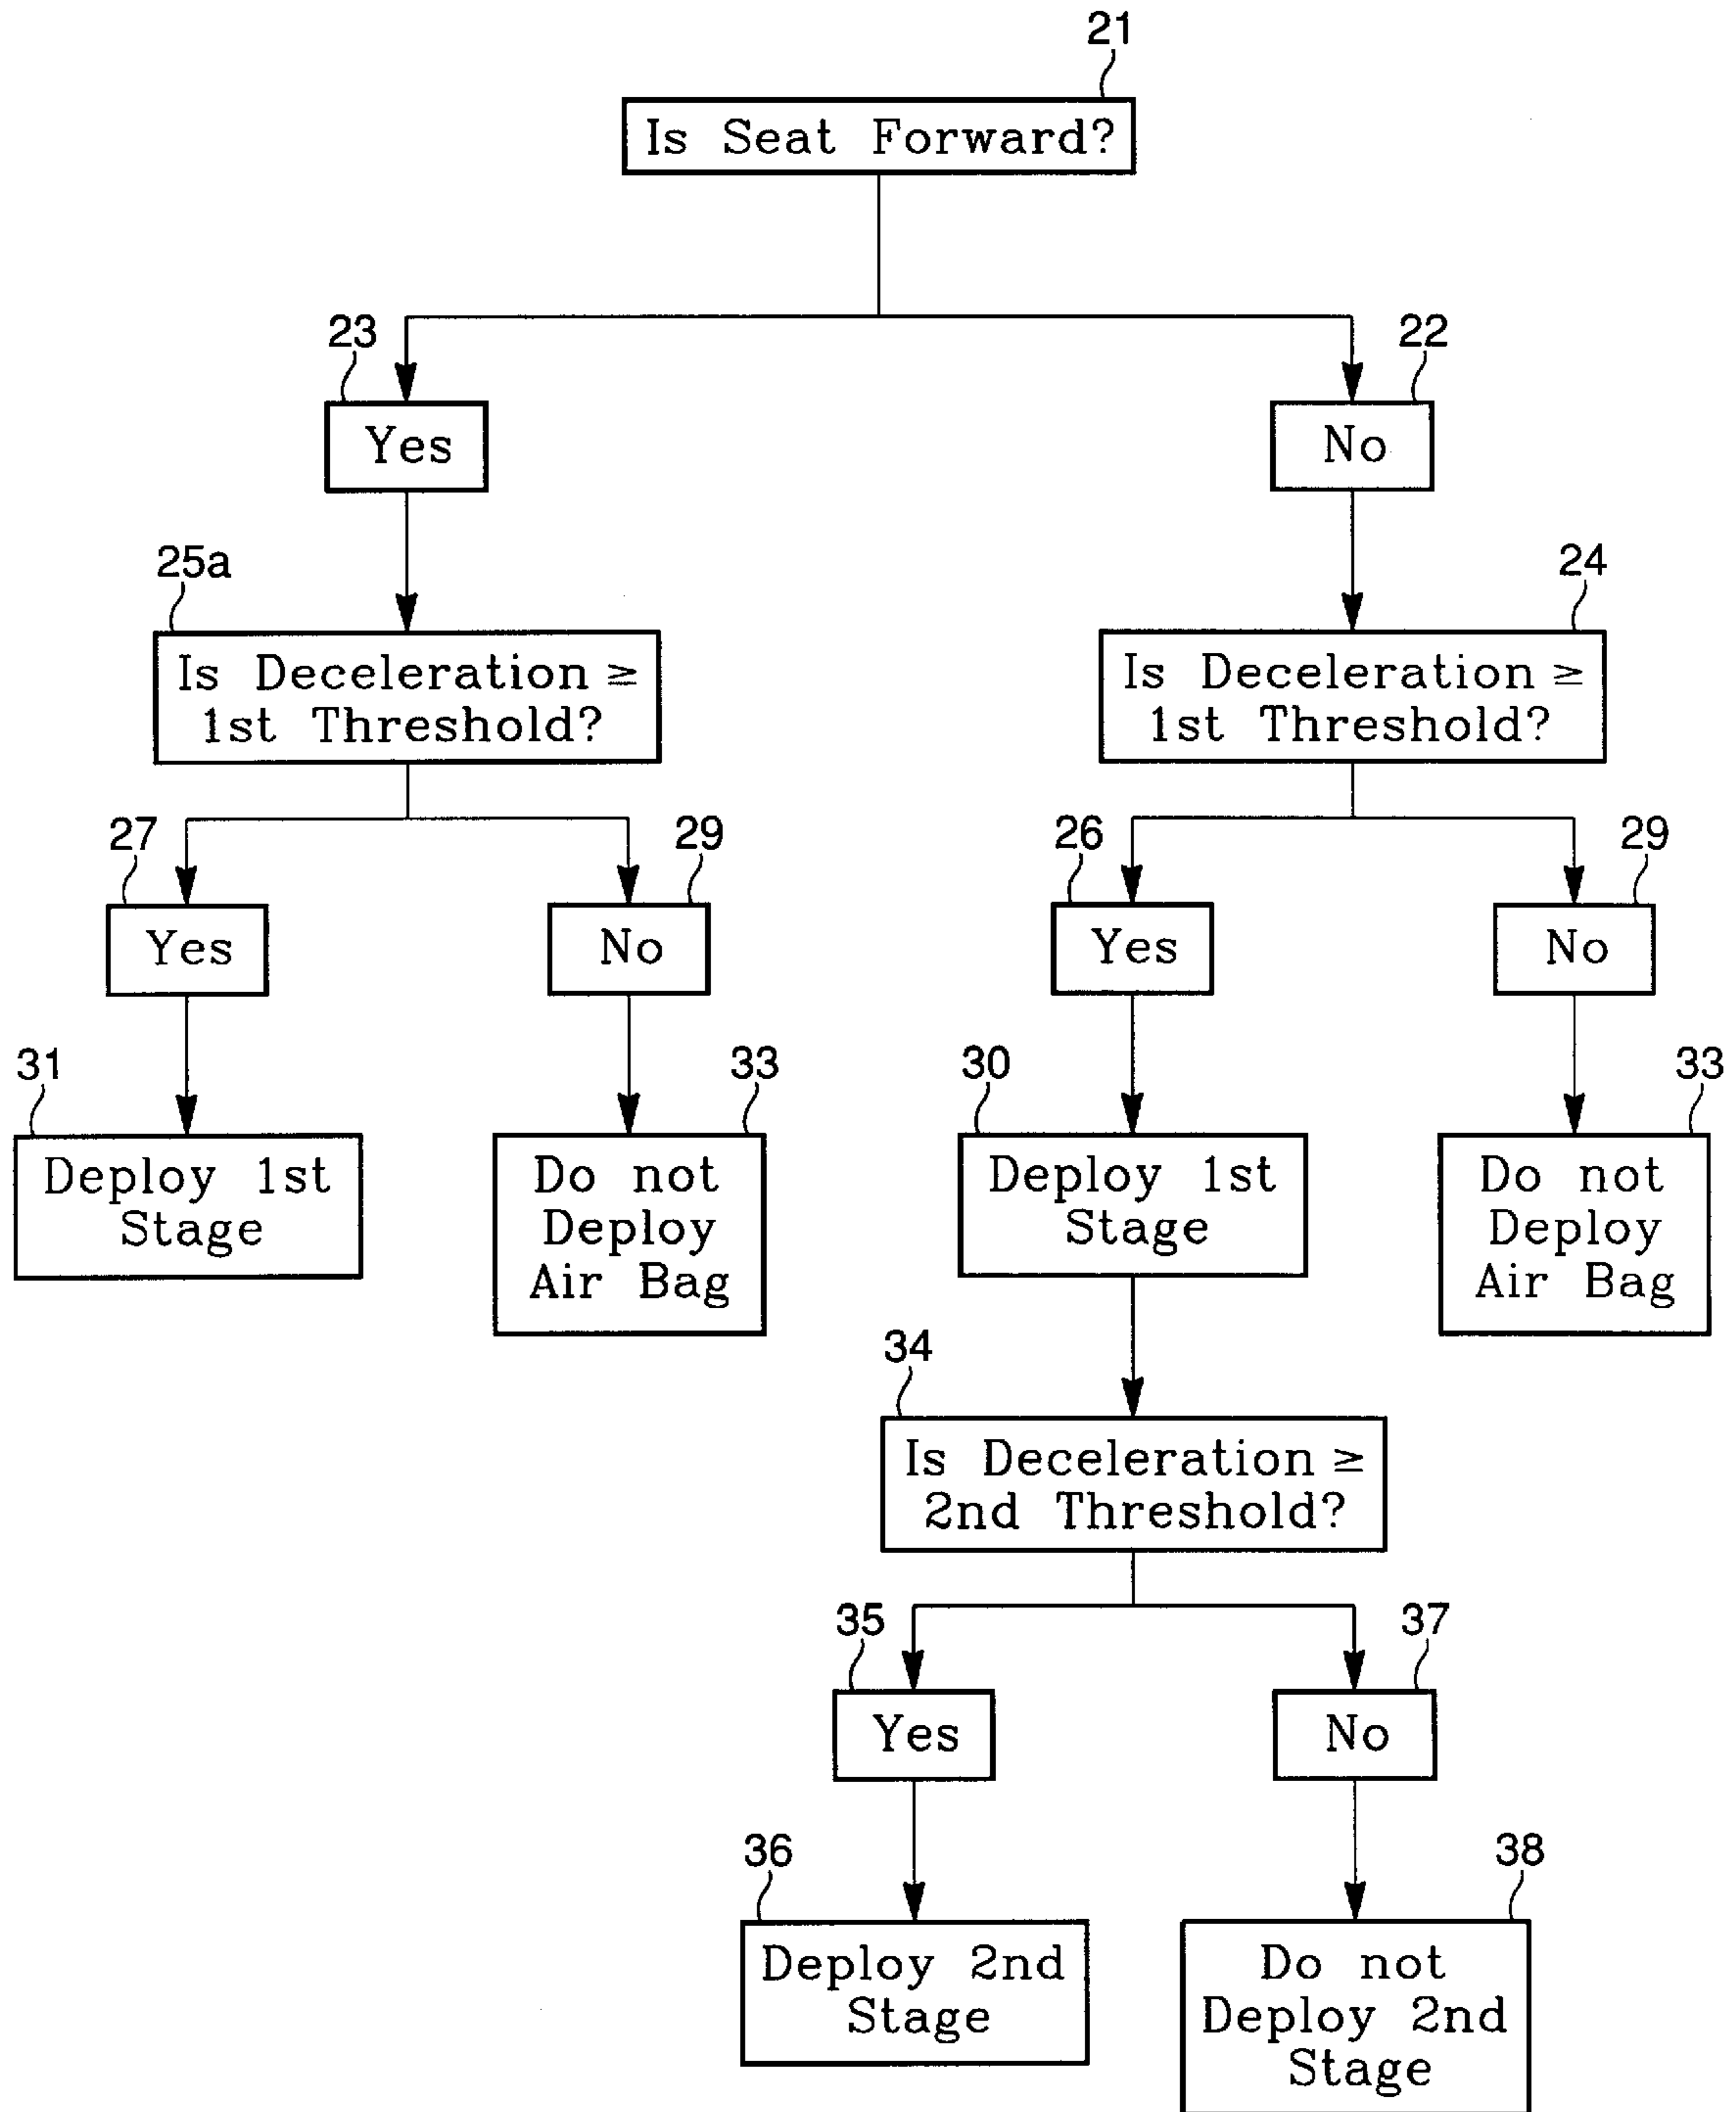 21
Is Seat Forward?
23
22
Yes
No
25a
24
Is Deceleration ≥
1st Threshold?
Is Deceleration ≥
1st Threshold?
27
29
26
29
Yes
No
Yes
No
31
33
30
33
Deploy 1st
Stage
Do not
Deploy
Air Bag
Deploy 1st
Stage
Do not
Deploy
Air Bag
34
Is Deceleration ≥
2nd Threshold?
35
37
Yes
No
36
38
Deploy 2nd
Stage
Do not
Deploy 2nd
Stage